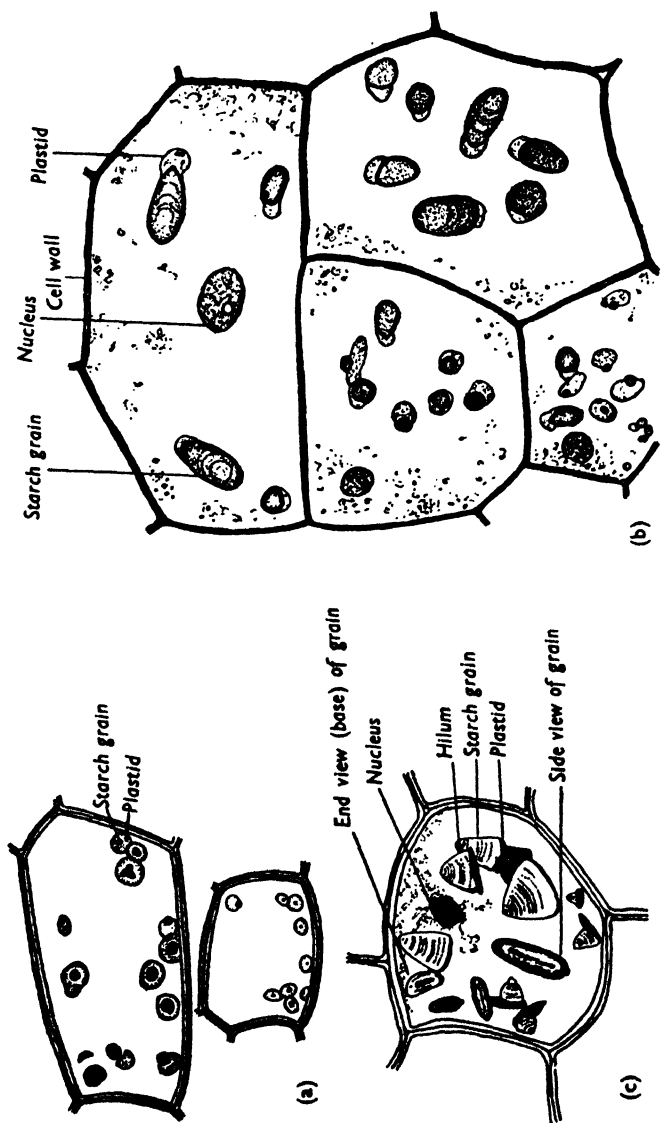 Starch grain
Plastid
(a)
Starch grain
Nucleus
Cell wall
Plastid
(b)
End view (base) of grain
Nucleus
Hilum
Starch grain
Plastid
Side view of grain
(c)